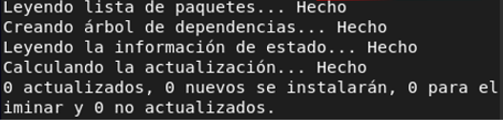 Leyendo lista de paquetes... Hecho
Creando árbol de dependencias... Hecho
Leyendo la información de estado... Hecho
Calculando la actualización... Hecho
0 actualizados, 0 nuevos se instalarán, 0 para el
iminar y 0 no actualizados.